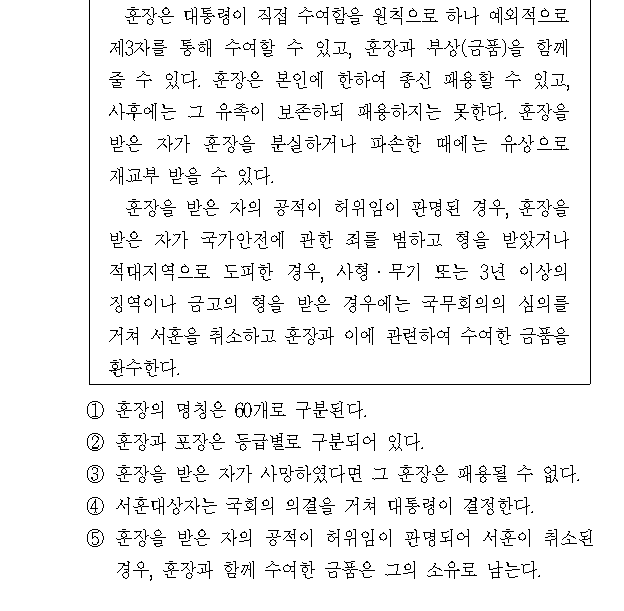 훈장은 대통령이 직접 수여함을 원칙으로 하나 예외적으로
제3자를 통해 수여할 수 있고, 훈장과 부상(금품)을 함께
줄 수 있다. 훈장은 본인에 한하여 종신 패용할 수 있고,
사후에는 그 유족이 보존하되 패용하지는 못한다. 훈장을
받은 자가 훈장을 분실하거나 파손한 때에는 유상으로
재교부 받을 수 있다.
훈장을 받은 자의 공적이 허위임이 판명된 경우, 훈장을
받은 자가 국가안전에 관한 죄를 범하고 형을 받았거나
적대지역으로 도피한 경우, 사형·무기 또는 3년 이상의
징역이나 금고의 형을 받은 경우에는 국무회의의 심의를
거쳐 서훈을 취소하고 훈장과 이에 관련하여 수여한 금품을
환수한다.
① 훈장의 명칭은 60개로 구분된다.
② 훈장과 포장은 등급별로 구분되어 있다.
③ 훈장을 받은 자가 사망하였다면 그 훈장은 패용될 수 없다.
④ 서훈대상자는 국회의 의결을 거쳐 대통령이 결정한다.
⑤ 훈장을 받은 자의 공적이 허위임이 판명되어 서훈이 취소된
경우, 훈장과 함께 수여한 금품은 그의 소유로 남는다.